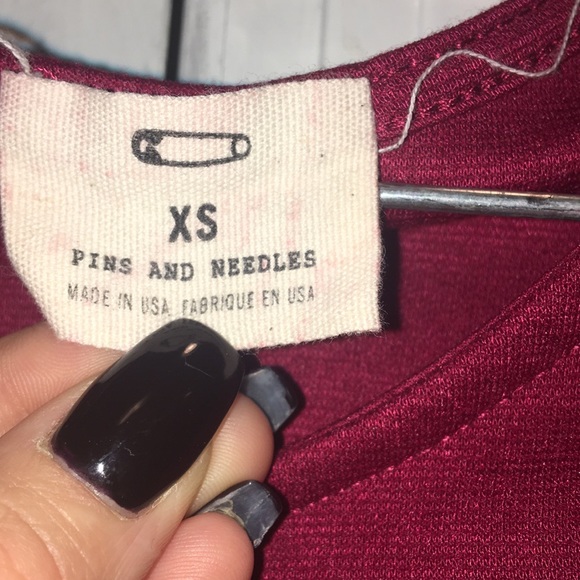 XS
PINS AND NEEDLES
MADE IN USA FABRIQUE EN USA